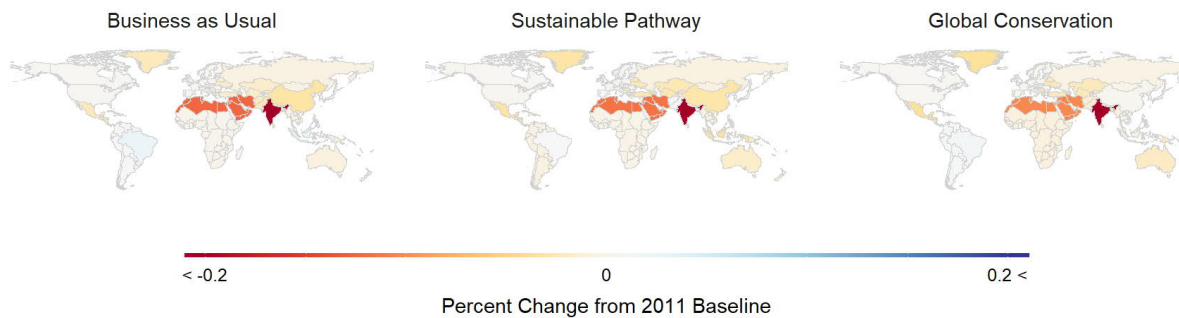 Business as Usual
Sustainable Pathway
Global Conservation
< -0.2
0
0.2 <
Percent Change from 2011 Baseline